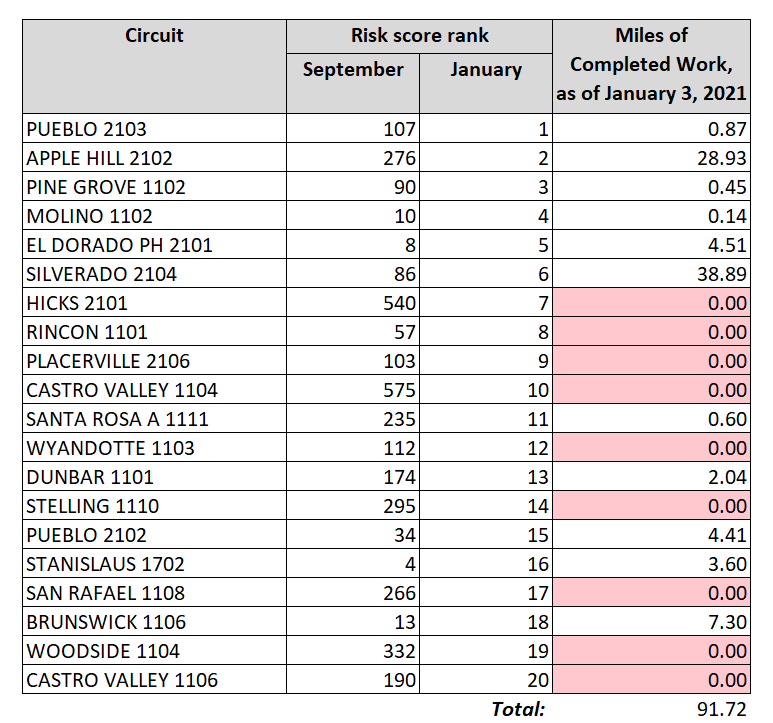 Circuit Risk score rank Miles of
Completed Work,
as of January 3, 2021
September January
PUEBLO 2103 107 1 0.87
APPLE HILL 2102 276 2 28.93
PINE GROVE 1102 90 3 0.45
MOLINO 1102 10 4 0.14
EL DORADO PH 2101 8 5 4.51
SILVERADO 2104 86 6 38.89
HICKS 2101 540 7 0.00
RINCON 1101 57 8 0.00
PLACERVILLE 2106 103 9 0.00
CASTRO VALLEY 1104 575 10 0.00
SANTA ROSA A 1111 235 11 0.60
WYANDOTTE 1103 112 12 0.00
DUNBAR 1101 174 13 2.04
STELLING 1110 295 14 0.00
PUEBLO 2102 34 15 4.41
STANISLAUS 1702 4 16 3.60
SAN RAFAEL 1108 266 17 0.00
BRUNSWICK 1106 13 18 7.30
WOODSIDE 1104 332 19 0.00
CASTRO VALLEY 1106 190 20 0.00
Total: 91.72